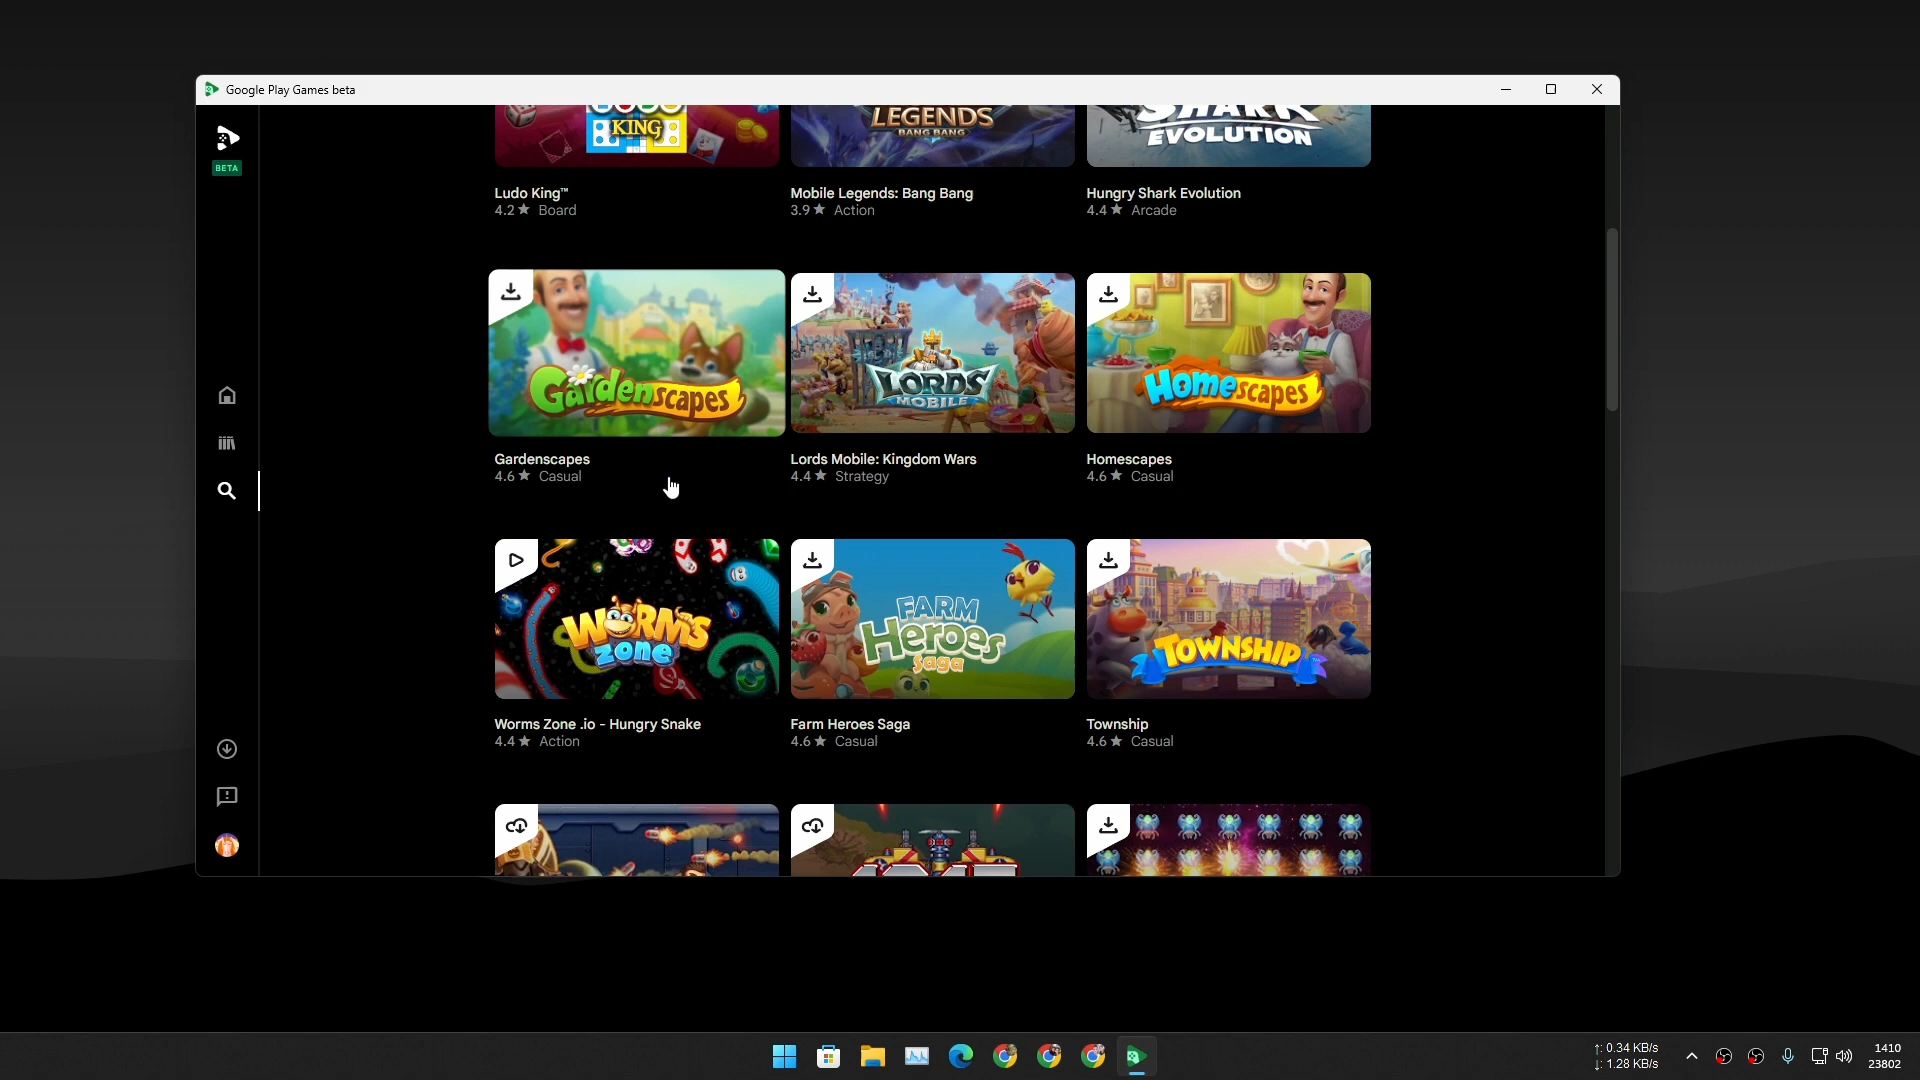 Google Play Games beta
BETA
KING
LEGENDS
BANG BANG
SHARK
EVOLUTION
Ludo King™
4.2★ Board
Mobile Legends: Bang Bang
3.9★ Action
Hungry Shark Evolution
4.4★ Arcade
Gardenscapes
LORDS
MOBILE
Homescapes
Gardenscapes
4.6★ Casual
Lords Mobile: Kingdom Wars
4.4★ Strategy
Homescapes
4.6★ Casual
WORMS
zone
FARM
Heroes
Saga
TOWNSHIP
Worms Zone .io - Hungry Snake
4.4★ Action
Farm Heroes Saga
4.6★ Casual
Township
4.6★ Casual
↑: 0.34 KB/s
↓: 1.28 KB/s
1410
23802